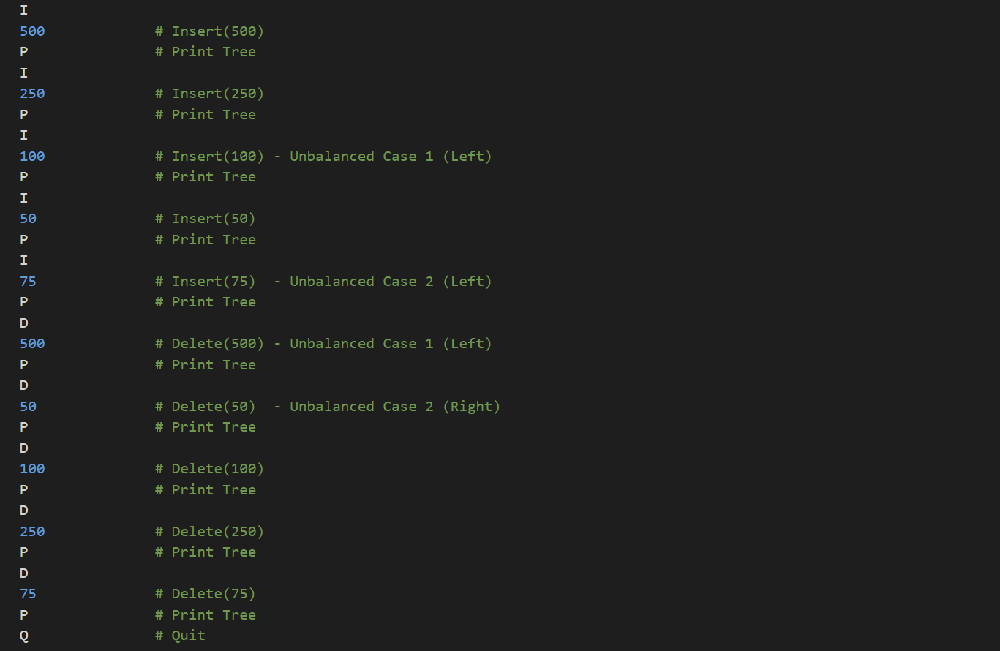 I
500             # Insert(500)
P               # Print Tree
I
250             # Insert(250)
P               # Print Tree
I
100             # Insert(100) - Unbalanced Case 1 (Left)
P               # Print Tree
I
50              # Insert(50)
P               # Print Tree
I
75              # Insert(75)  - Unbalanced Case 2 (Left)
P               # Print Tree
D
500             # Delete(500) - Unbalanced Case 1 (Left)
P               # Print Tree
D
50              # Delete(50)  - Unbalanced Case 2 (Right)
P               # Print Tree
D
100             # Delete(100)
P               # Print Tree
D
250             # Delete(250)
P               # Print Tree
D
75              # Delete(75)
P               # Print Tree
Q               # Quit